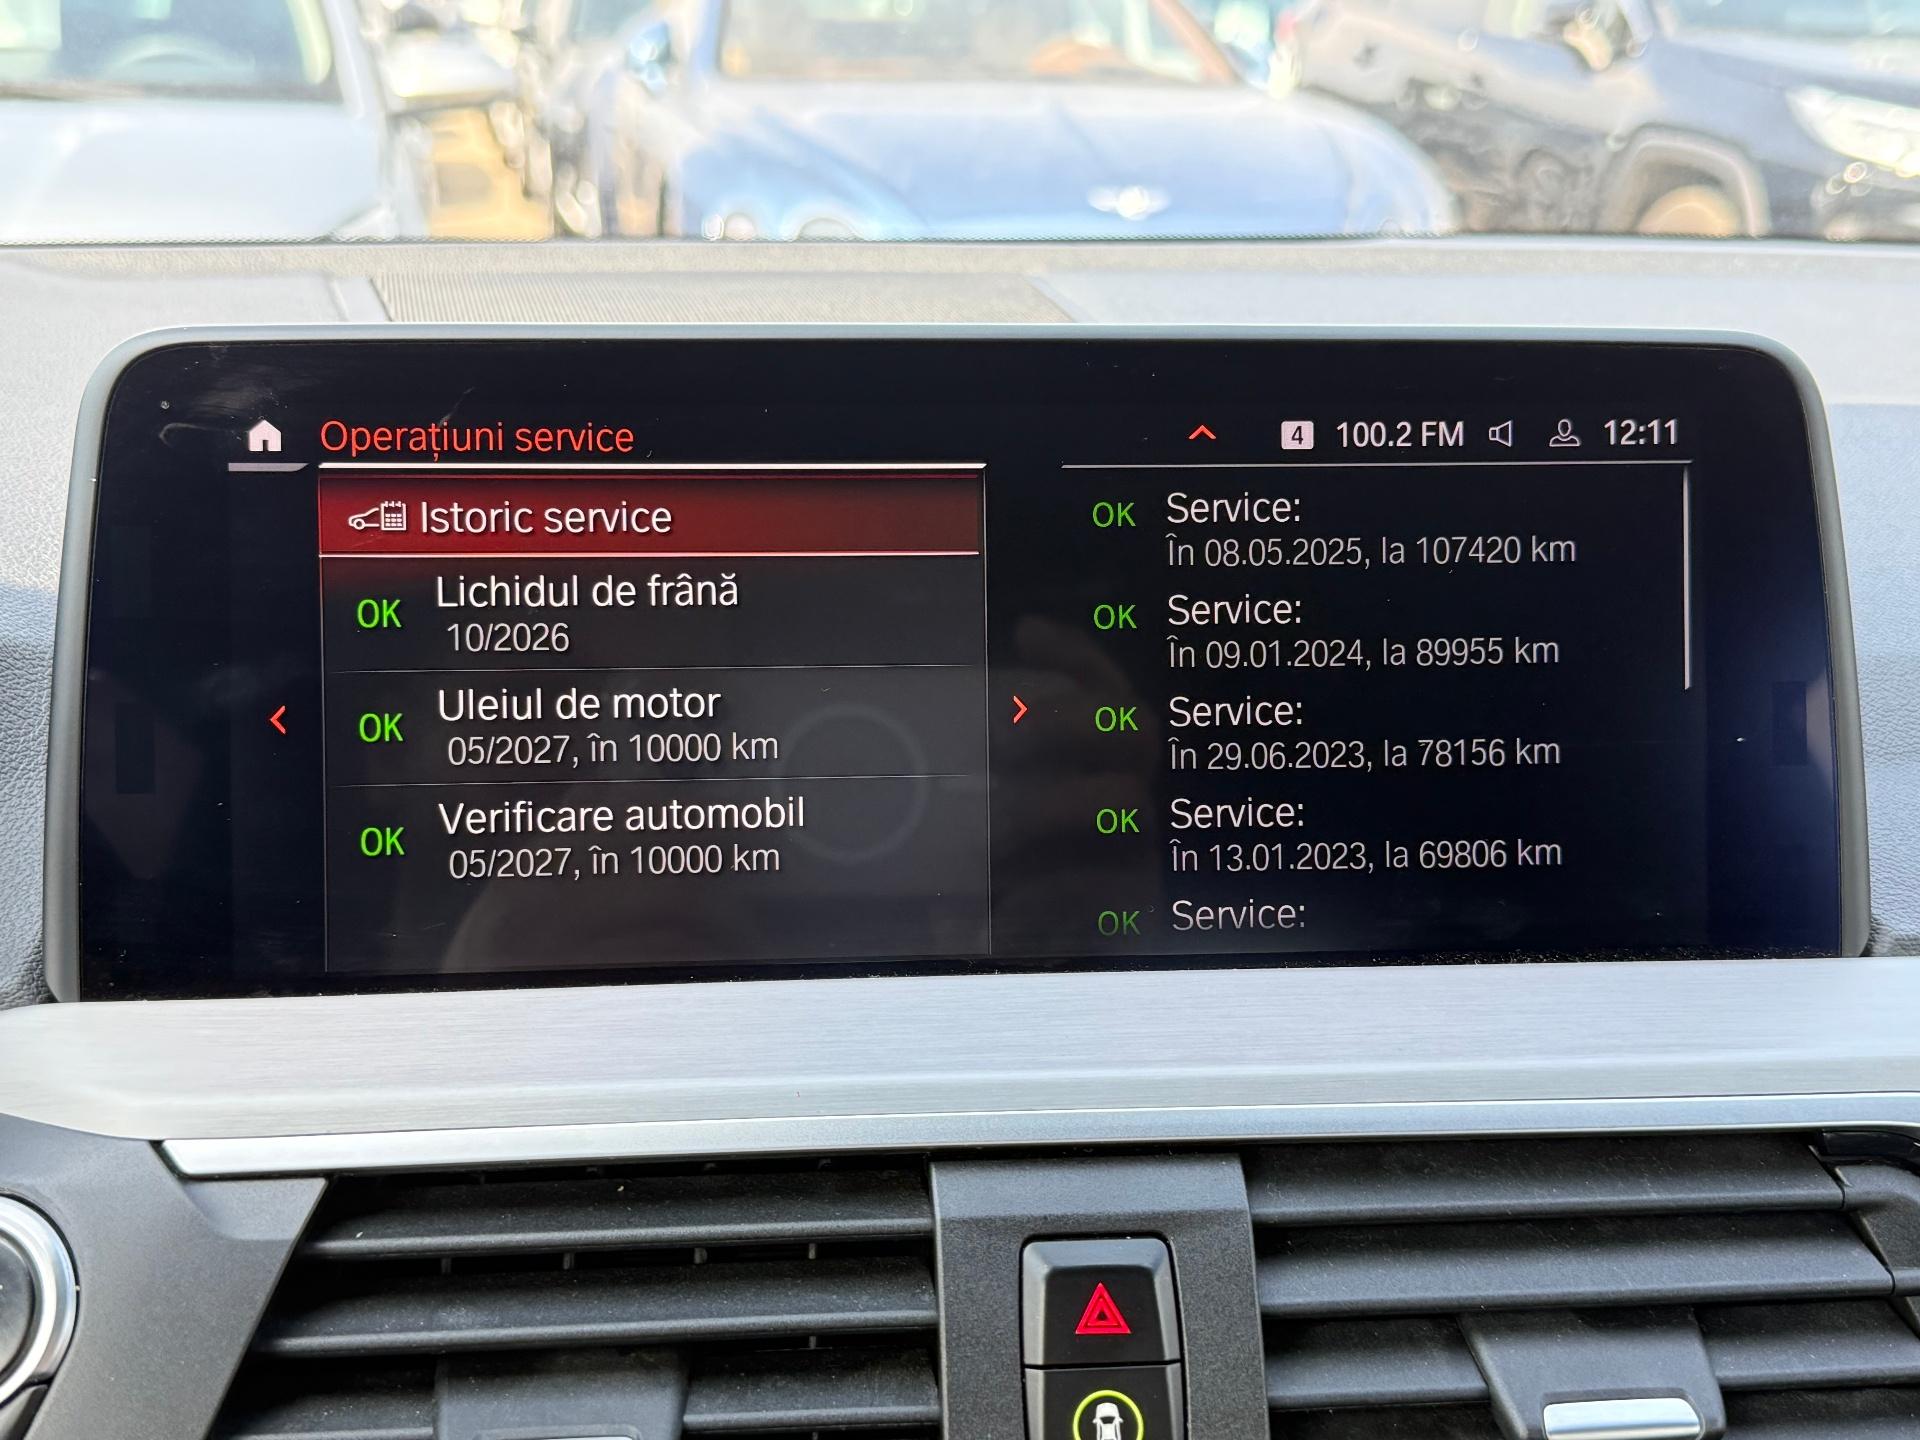 Operațiuni service
4 100.2 FM 12:11
Istoric service
OK Lichidul de frână
10/2026
OK Uleiul de motor
05/2027, în 10000 km
OK Verificare automobil
05/2027, în 10000 km
OK Service:
În 08.05.2025, la 107420 km
OK Service:
În 09.01.2024, la 89955 km
OK Service:
În 29.06.2023, la 78156 km
OK Service:
În 13.01.2023, la 69806 km
OK Service: